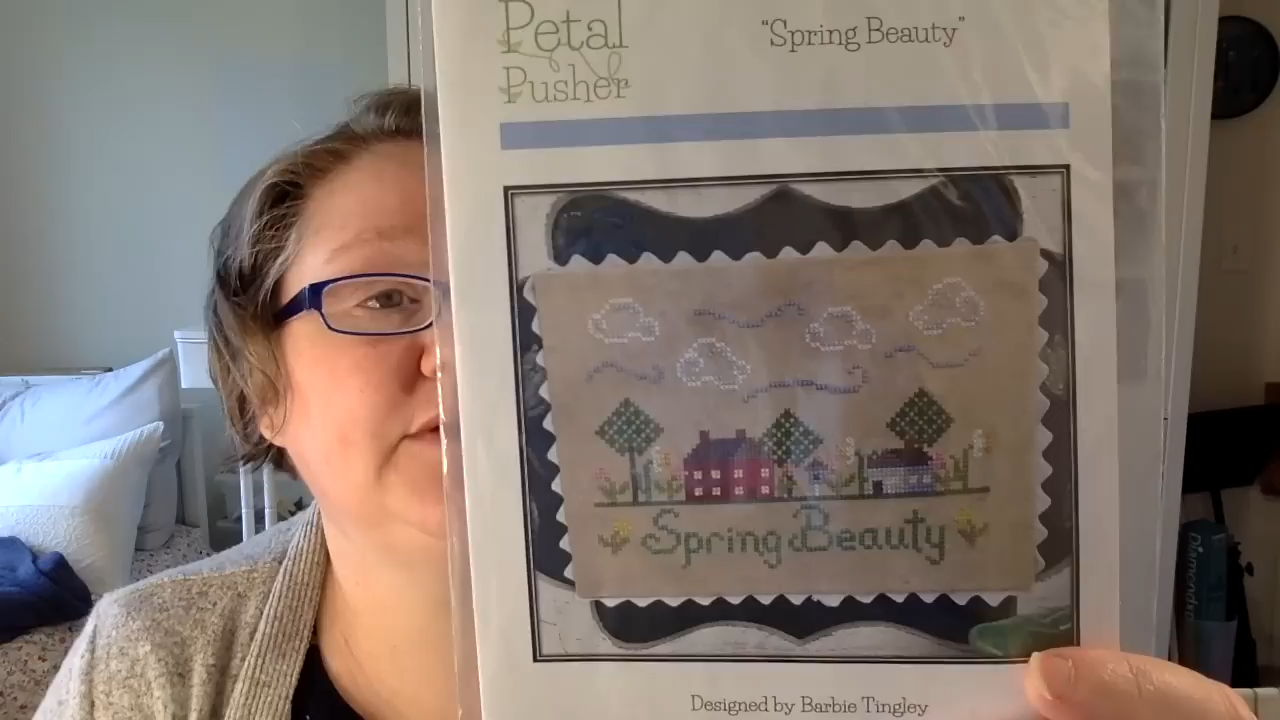 Petal
Pusher
"Spring Beauty"
Spring Beauty
Designed by Barbie Tingley